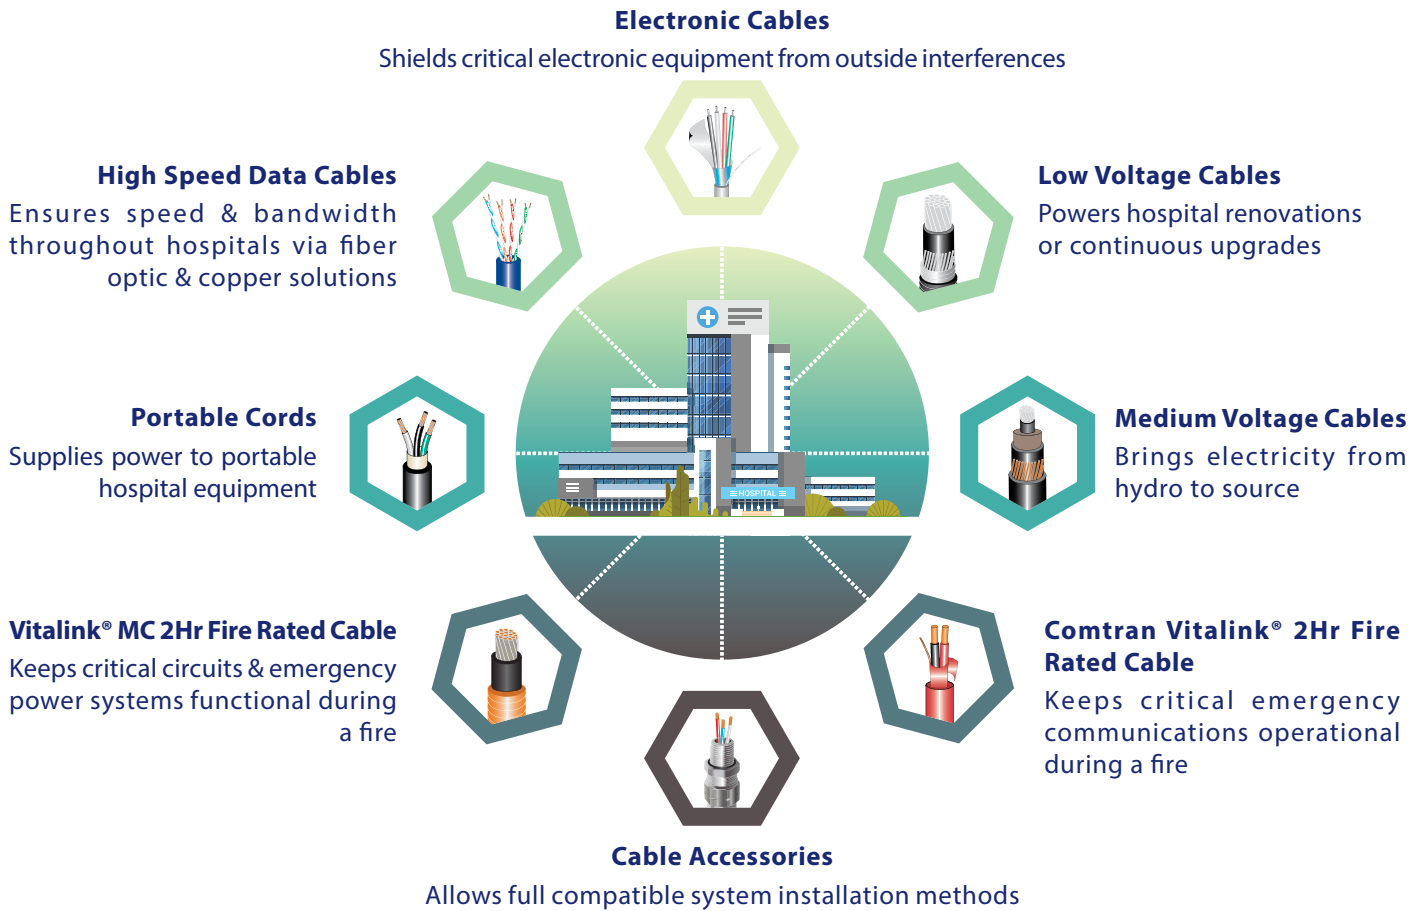 Electronic Cables
Shields critical electronic equipment from outside interferences
High Speed Data Cables
Ensures speed & bandwidth
throughout hospitals via fiber
optic & copper solutions
Low Voltage Cables
Powers hospital renovations
or continuous upgrades
Portable Cords
Supplies power to portable
hospital equipment
Medium Voltage Cables
Brings electricity from
hydro to source
HOSPITAL
Vitalink® MC 2Hr Fire Rated Cable
Keeps critical circuits & emergency
power systems functional during
a fire
Comtran Vitalink® 2Hr Fire
Rated Cable
Keeps critical emergency
communications operational
during a fire
Cable Accessories
Allows full compatible system installation methods